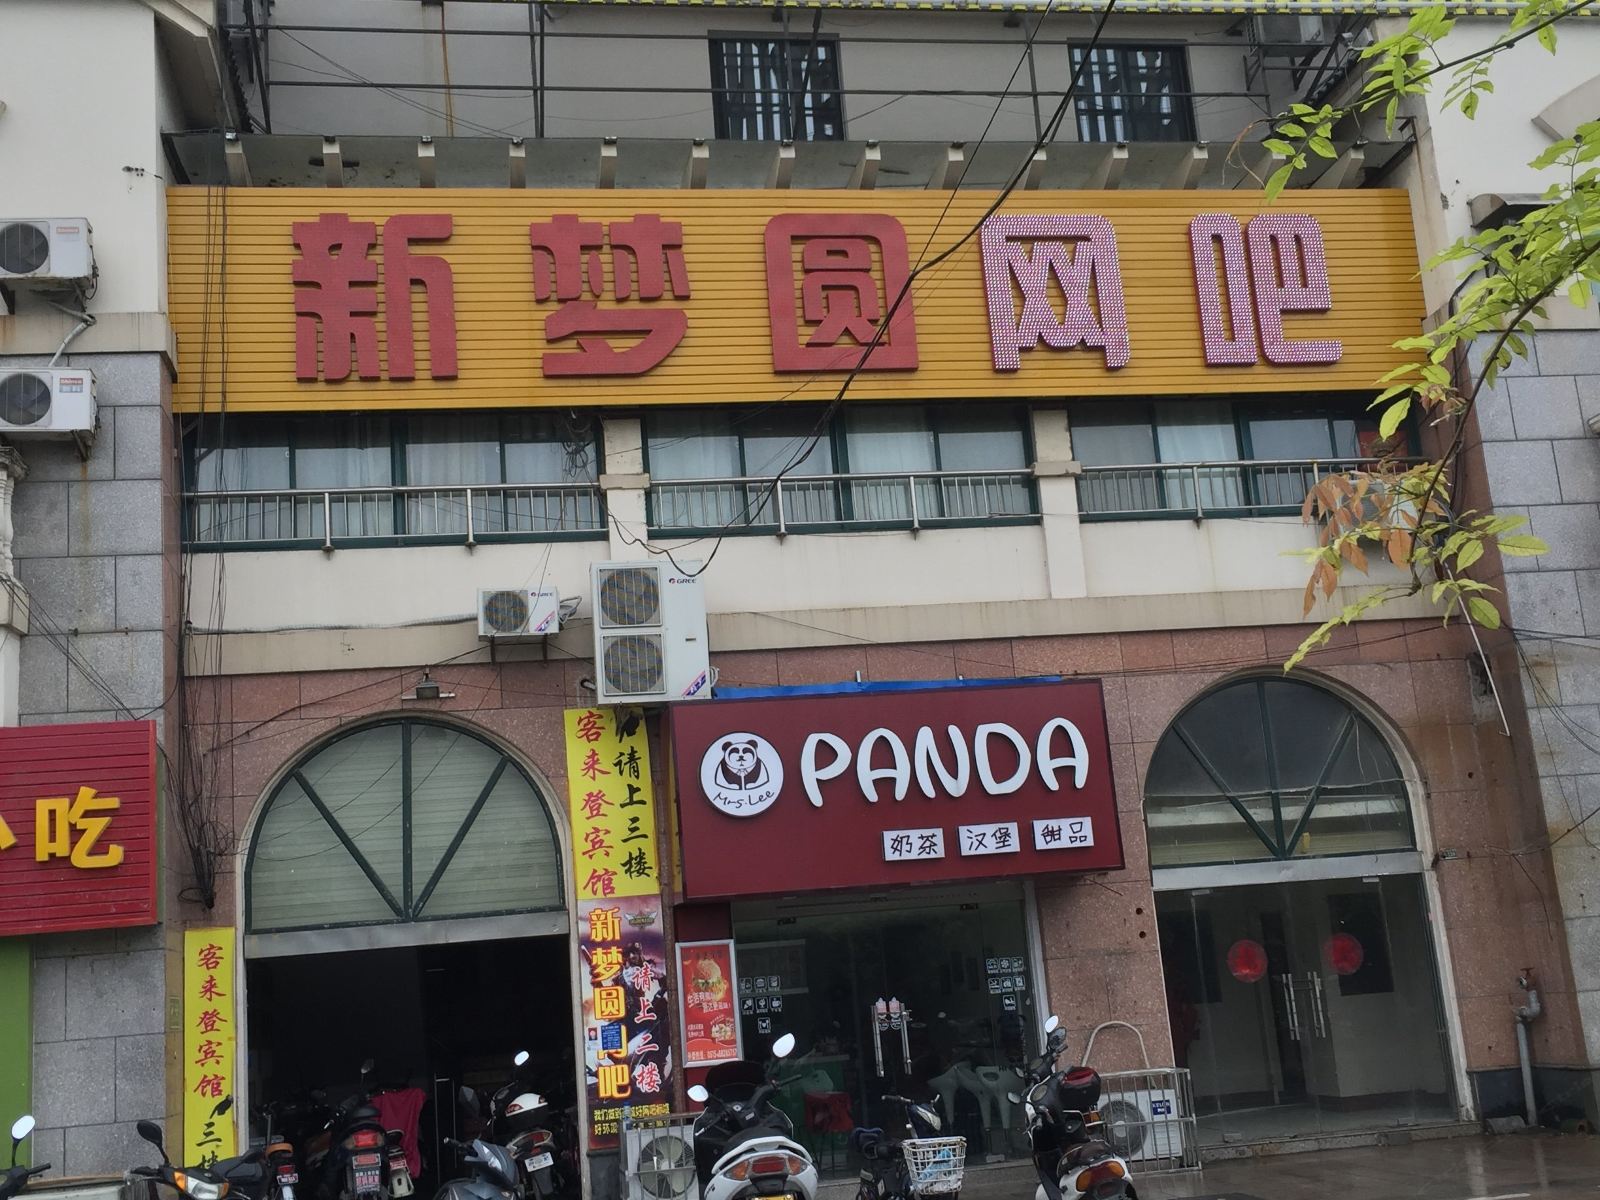 新梦圆网吧
GREE
GREE
PANDA
Mrs. Lee
奶茶 汉堡 甜品
吃
客来登宾馆
请上三楼
新梦圆网吧
请上二楼
客来登宾馆
三楼